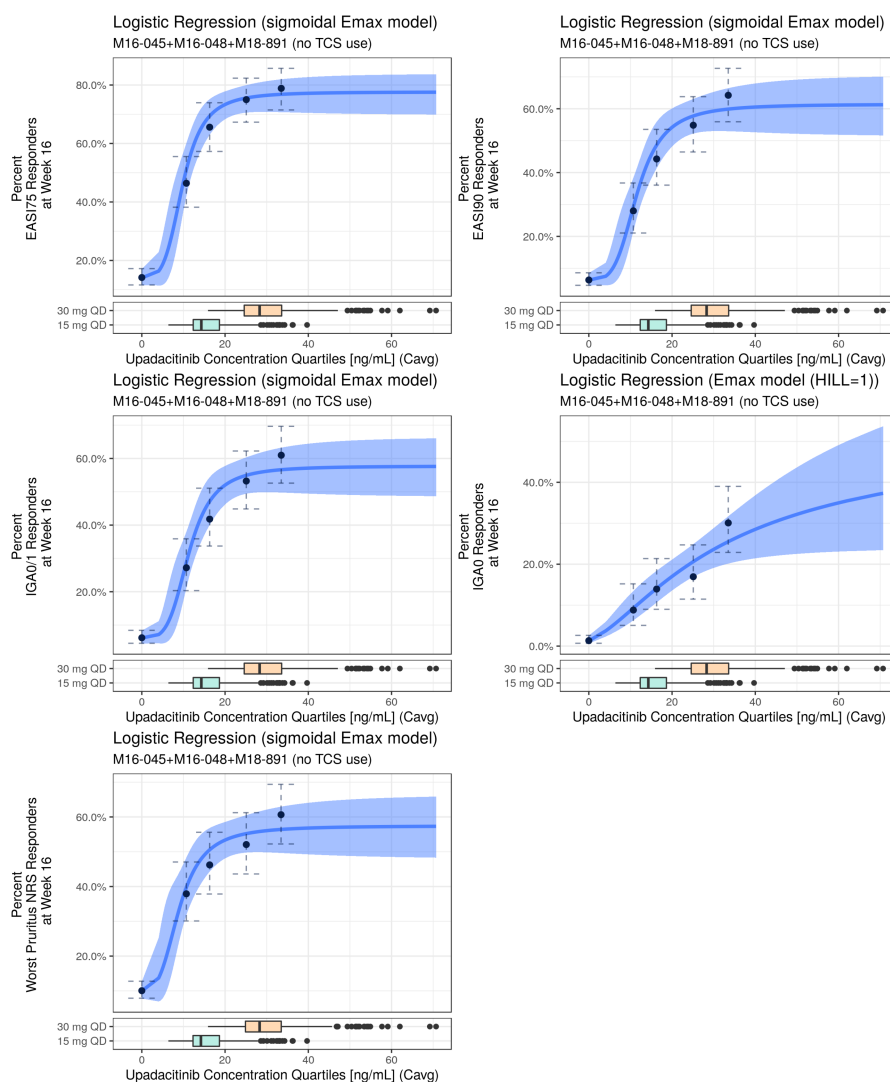 Logistic Regression (sigmoidal Emax model)
M16-045+M16-048+M18-891 (no TCS use)
Percent
EASI75 Responders
at Week 16
80.0%
60.0%
40.0%
20.0%
30 mg QD
15 mg QD
0 20 40 60
Upadacitinib Concentration Quartiles [ng/mL] (Cavg)
Logistic Regression (sigmoidal Emax model)
M16-045+M16-048+M18-891 (no TCS use)
Percent
EASI90 Responders
at Week 16
60.0%
40.0%
20.0%
30 mg QD
15 mg QD
0 20 40 60
Upadacitinib Concentration Quartiles [ng/mL] (Cavg)
Logistic Regression (sigmoidal Emax model)
M16-045+M16-048+M18-891 (no TCS use)
Percent
IGA0/1 Responders
at Week 16
60.0%
40.0%
20.0%
30 mg QD
15 mg QD
0 20 40 60
Upadacitinib Concentration Quartiles [ng/mL] (Cavg)
Logistic Regression (Emax model (HILL=1))
M16-045+M16-048+M18-891 (no TCS use)
Percent
IGA0 Responders
at Week 16
40.0%
20.0%
0.0%
30 mg QD
15 mg QD
0 20 40 60
Upadacitinib Concentration Quartiles [ng/mL] (Cavg)
Logistic Regression (sigmoidal Emax model)
M16-045+M16-048+M18-891 (no TCS use)
Percent
Worst Pruritus NRS Responders
at Week 16
60.0%
40.0%
20.0%
30 mg QD
15 mg QD
0 20 40 60
Upadacitinib Concentration Quartiles [ng/mL] (Cavg)